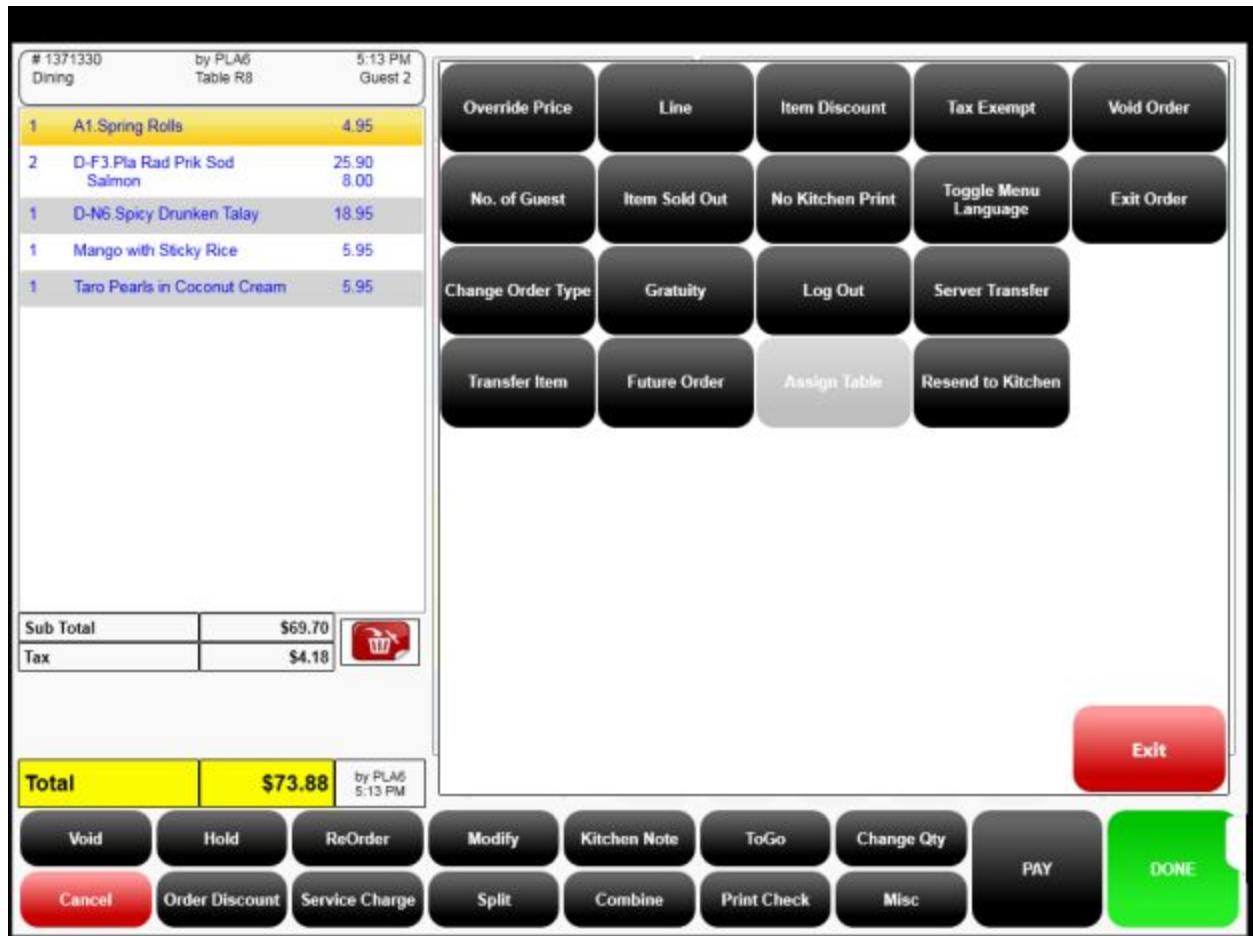 # 1371330 by PLA6 5:13 PM
Dining Table R8 Guest 2
1 A1.Spring Rolls 4.95
2 D-F3.Pla Rad Prik Sod 25.90
Salmon 8.00
1 D-N6.Spicy Drunken Talay 18.95
1 Mango with Sticky Rice 5.95
1 Taro Pearls in Coconut Cream 5.95
Sub Total $69.70
Tax $4.18
Total $73.88 by PLA6
5:13 PM
Override Price Line Item Discount Tax Exempt Void Order
No. of Guest Item Sold Out No Kitchen Print Toggle Menu
Language Exit Order
Change Order Type Gratuity Log Out Server Transfer
Transfer Item Future Order Assign Table Resend to Kitchen
Exit
Void Hold ReOrder Modify Kitchen Note ToGo Change Qty
PAY DONE
Cancel Order Discount Service Charge Split Combine Print Check Misc